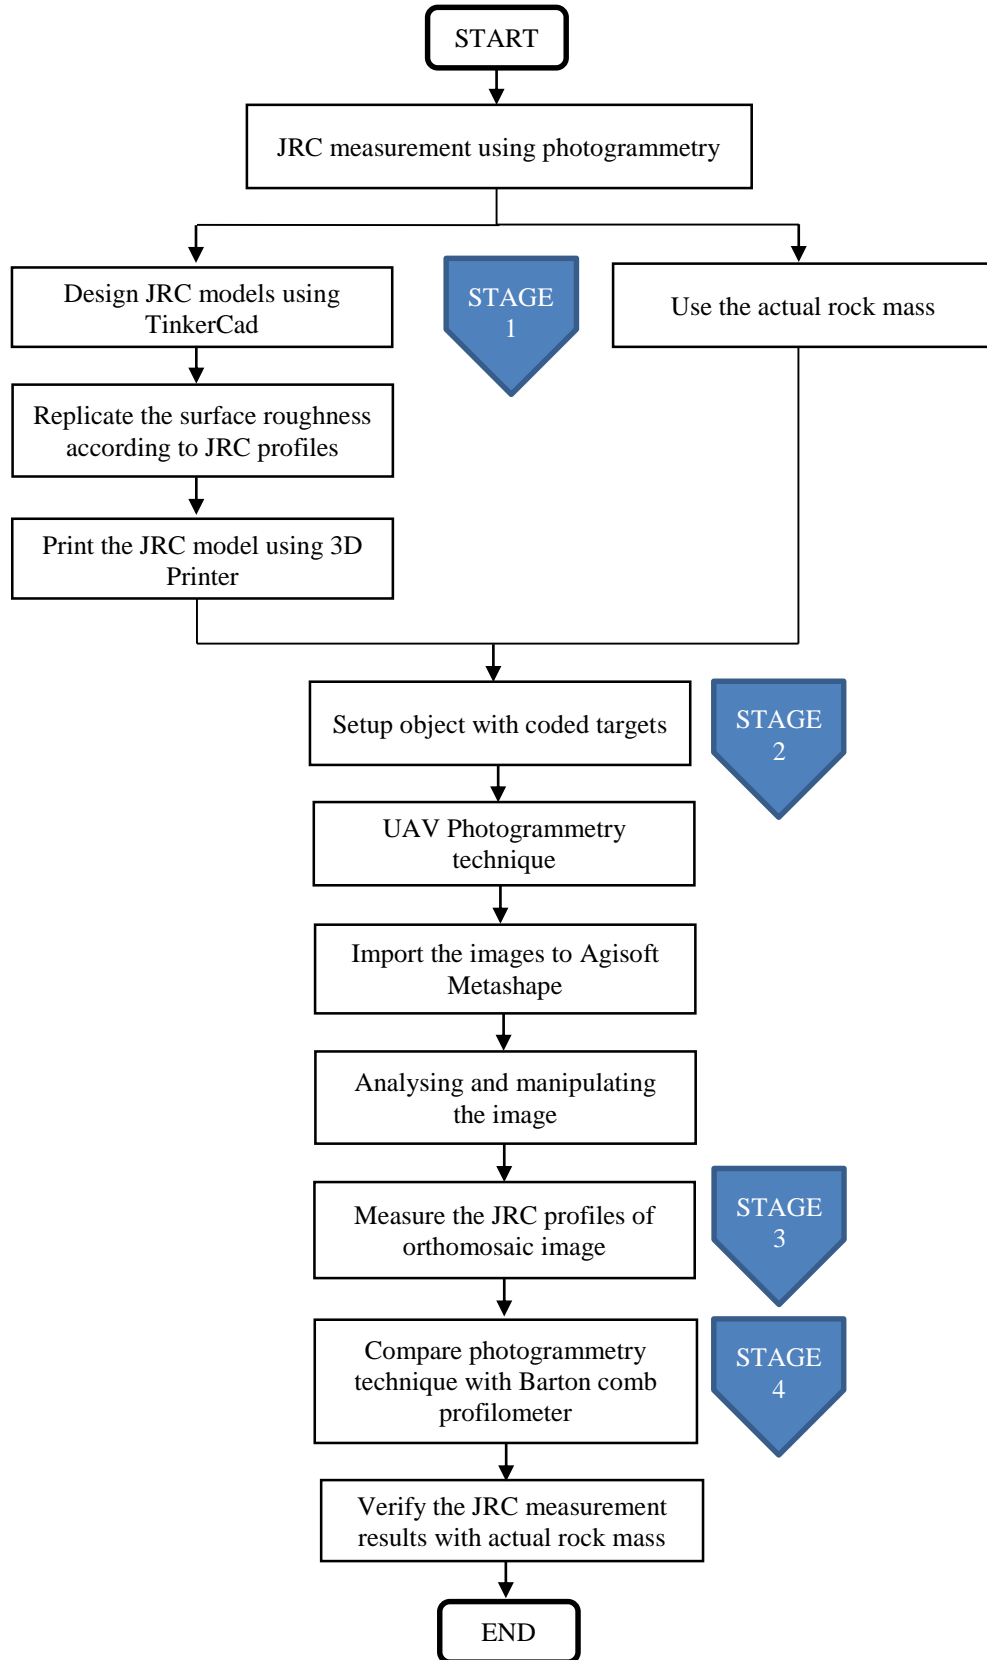 START
JRC measurement using photogrammetry
Design JRC models using
TinkerCad
STAGE
1
Use the actual rock mass
Replicate the surface roughness
according to JRC profiles
Print the JRC model using 3D
Printer
Setup object with coded targets
STAGE
2
UAV Photogrammetry
technique
Import the images to Agisoft
Metashape
Analysing and manipulating
the image
Measure the JRC profiles of
orthomosaic image
STAGE
3
Compare photogrammetry
technique with Barton comb
profilometer
STAGE
4
Verify the JRC measurement
results with actual rock mass
END